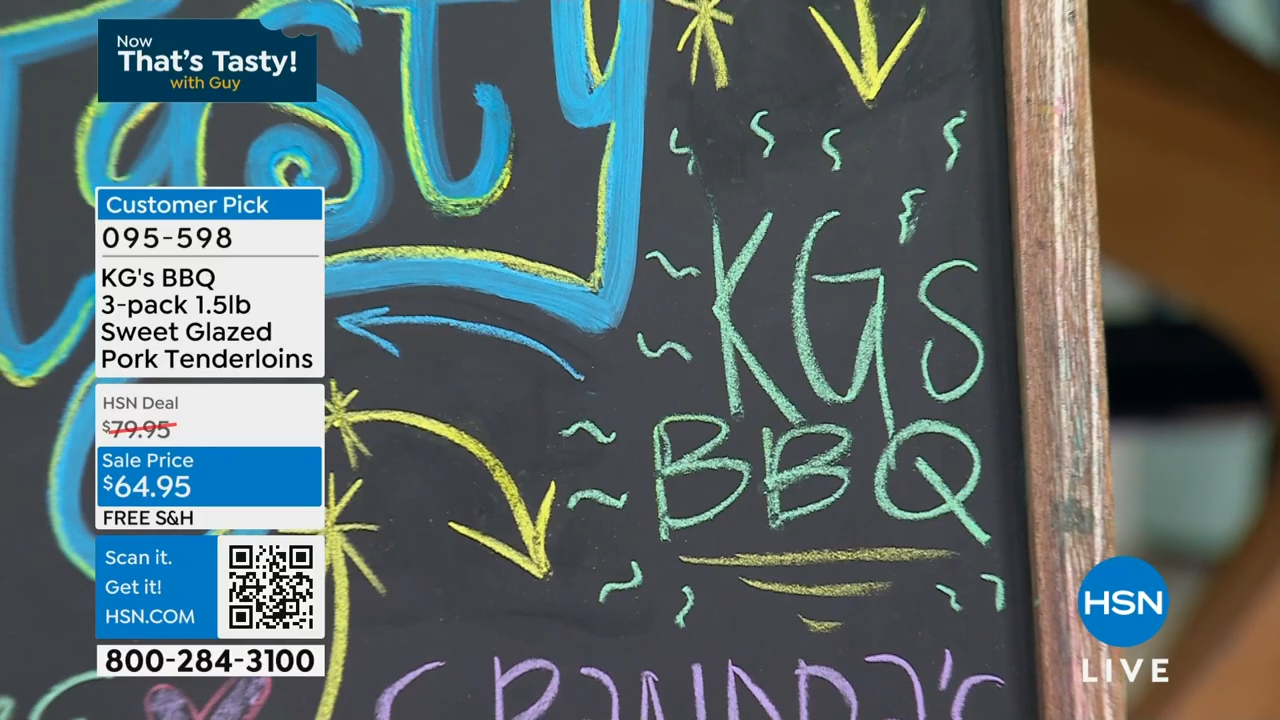 Now
That's Tasty!
with Guy
Customer Pick
095-598
KG's BBQ
3-pack 1.5lb
Sweet Glazed
Pork Tenderloins
HSN Deal
$79.95
Sale Price
$64.95
FREE S&H
Scan it.
Get it!
HSN.COM
800-284-3100
Tasty
KG's
BBQ
GRANDPA'S
HSN
LIVE